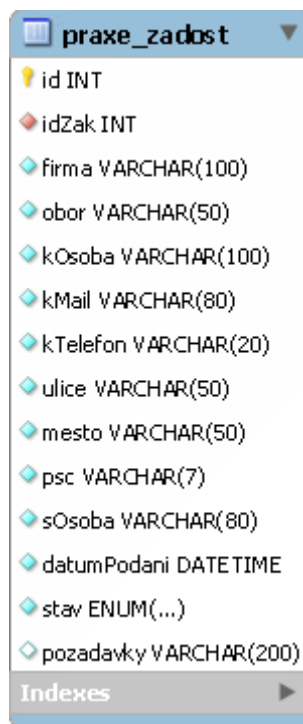 praxe_zadost
id INT
idZak INT
firma VARCHAR(100)
obor VARCHAR(50)
kOsoba VARCHAR(100)
kMail VARCHAR(80)
kTelefon VARCHAR(20)
ulice VARCHAR(50)
mesto VARCHAR(50)
psc VARCHAR(7)
sOsoba VARCHAR(80)
datumPodani DATETIME
stav ENUM(...)
pozadavky VARCHAR(200)
Indexes